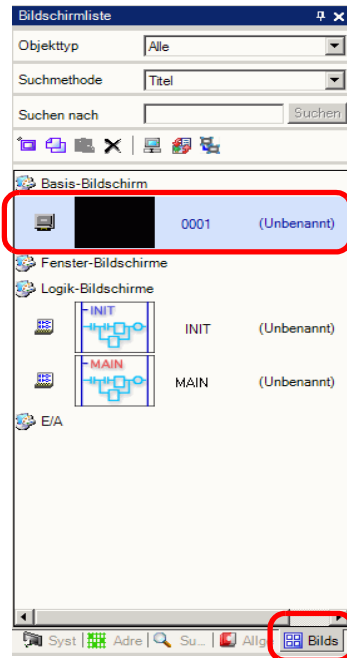 Bildschirmliste
Objekttyp Alle
Suchmethode Titel
Suchen nach Suchen
Basis-Bildschirm
0001 (Unbenannt)
Fenster-Bildschirme
Logik-Bildschirme
INIT INIT (Unbenannt)
MAIN MAIN (Unbenannt)
E/A
Syst Adre Su... Allge Bilds